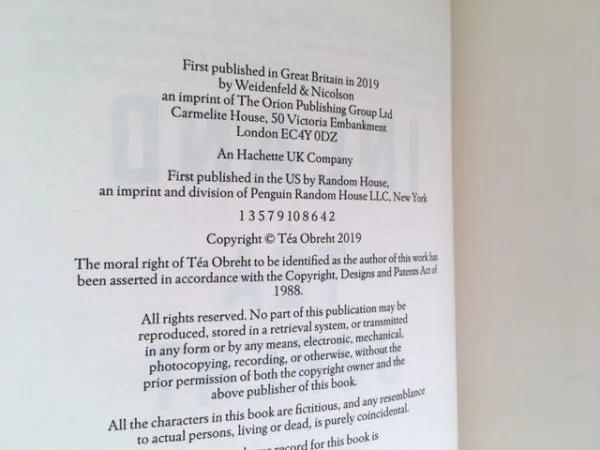 First published in Great Britain in 2019
by Weidenfeld & Nicolson
an imprint of The Orion Publishing Group Ltd
Carmelite House, 50 Victoria Embankment
London EC4Y 0DZ
An Hachette UK Company
First published in the US by Random House,
an imprint and division of Penguin Random House LLC, New York
1 3 5 7 9 10 8 6 4 2
Copyright © Téa Obreht 2019
The moral right of Téa Obreht to be identified as the author of this work has
been asserted in accordance with the Copyright, Designs and Patents Act of
1988.
All rights reserved. No part of this publication may be
reproduced, stored in a retrieval system, or transmitted
in any form or by any means, electronic, mechanical,
photocopying, recording, or otherwise, without the
prior permission of both the copyright owner and the
above publisher of this book.
All the characters in this book are fictitious, and any resemblance
to actual persons, living or dead, is purely coincidental.
record for this book is